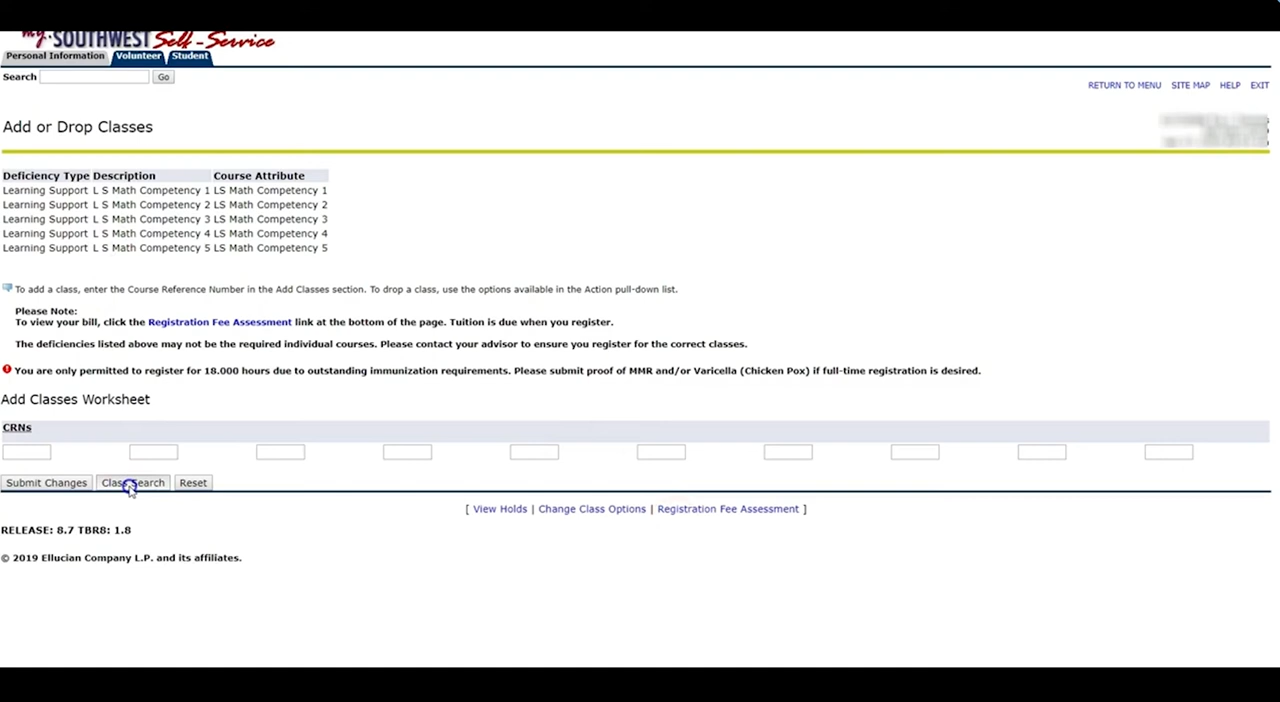 my.SOUTHWEST Self-Service
Personal Information Volunteer Student
Search Go
RETURN TO MENU SITE MAP HELP EXIT
Add or Drop Classes
Deficiency Type Description Course Attribute
Learning Support L S Math Competency 1 LS Math Competency 1
Learning Support L S Math Competency 2 LS Math Competency 2
Learning Support L S Math Competency 3 LS Math Competency 3
Learning Support L S Math Competency 4 LS Math Competency 4
Learning Support L S Math Competency 5 LS Math Competency 5
To add a class, enter the Course Reference Number in the Add Classes section. To drop a class, use the options available in the Action pull-down list.
Please Note:
To view your bill, click the Registration Fee Assessment link at the bottom of the page. Tuition is due when you register.
The deficiencies listed above may not be the required individual courses. Please contact your advisor to ensure you register for the correct classes.
You are only permitted to register for 18.000 hours due to outstanding immunization requirements. Please submit proof of MMR and/or Varicella (Chicken Pox) if full-time registration is desired.
Add Classes Worksheet
CRNs
Submit Changes Class Search Reset
[ View Holds | Change Class Options | Registration Fee Assessment ]
RELEASE: 8.7 TBR8: 1.8
© 2019 Ellucian Company L.P. and its affiliates.